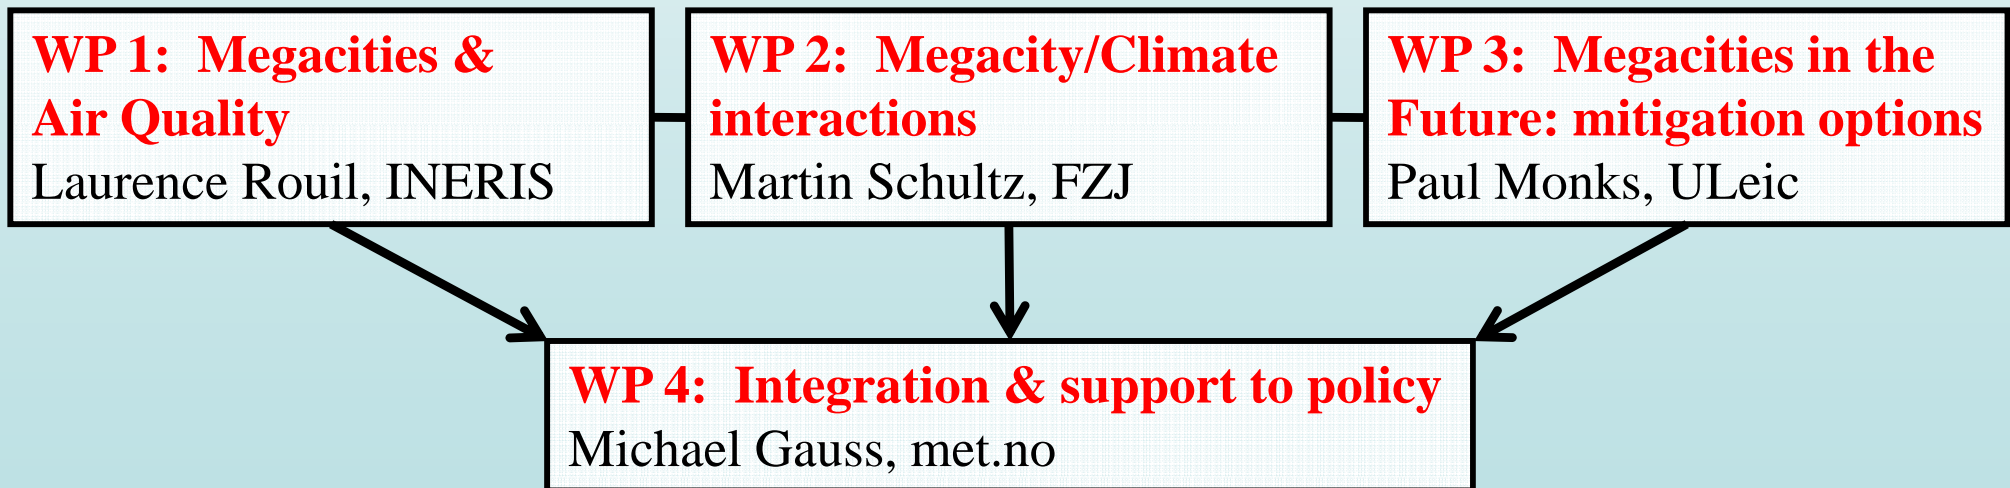 WP 1: Megacities &
Air Quality
Laurence Rouil, INERIS
WP 2: Megacity/Climate
interactions
Martin Schultz, FZJ
WP 3: Megacities in the
Future: mitigation options
Paul Monks, ULeic
WP 4: Integration & support to policy
Michael Gauss, met.no